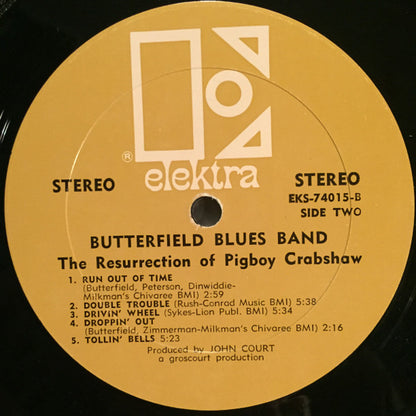 ®
elektra
STEREO
STEREO
EKS-74015-B
SIDE TWO
BUTTERFIELD BLUES BAND
The Resurrection of Pigboy Crabshaw
1. RUN OUT OF TIME
(Butterfield, Peterson, Dinwiddie-
Milkman's Chivaree BMI) 2:59
2. DOUBLE TROUBLE (Rush-Conrad Music BMI) 5:38
3. DRIVIN' WHEEL (Sykes-Lion Publ. BMI) 5:34
4. DROPPIN' OUT
(Butterfield, Zimmerman-Milkman's Chivaree BMI) 2:16
5. TOLLIN' BELLS 5:23
Produced by JOHN COURT
a groscourt production